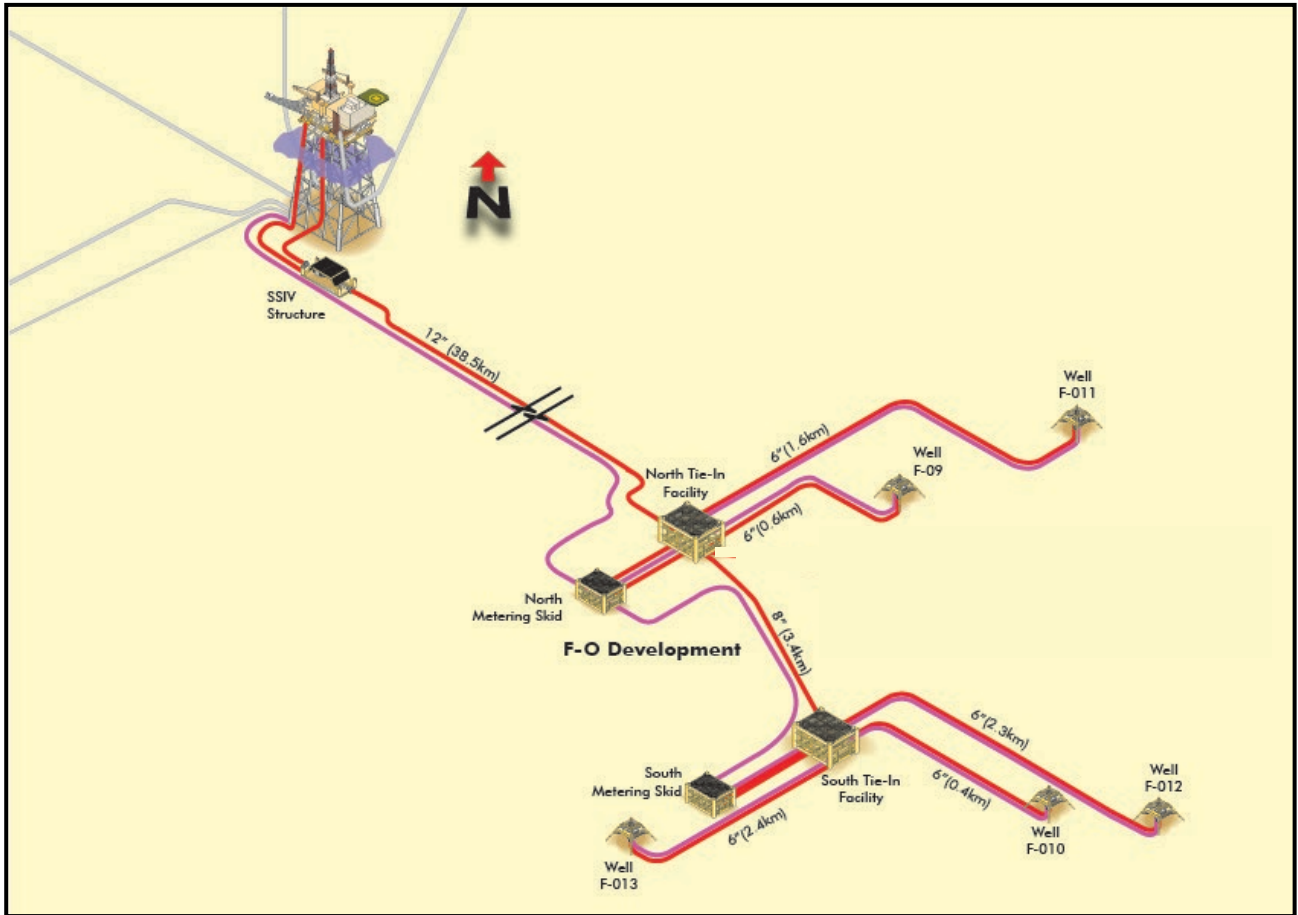 N
SSIV
Structure
12” (38.5km)
Well
F-011
6”(1.6km)
Well
F-09
North Tie-In
Facility
6”(0.6km)
North
Metering Skid
F-O Development
8” (3.4km)
6”(2.3km)
South
Metering Skid
South Tie-In
Facility
6”(0.4km)
Well
F-012
6”(2.4km)
Well
F-010
Well
F-013